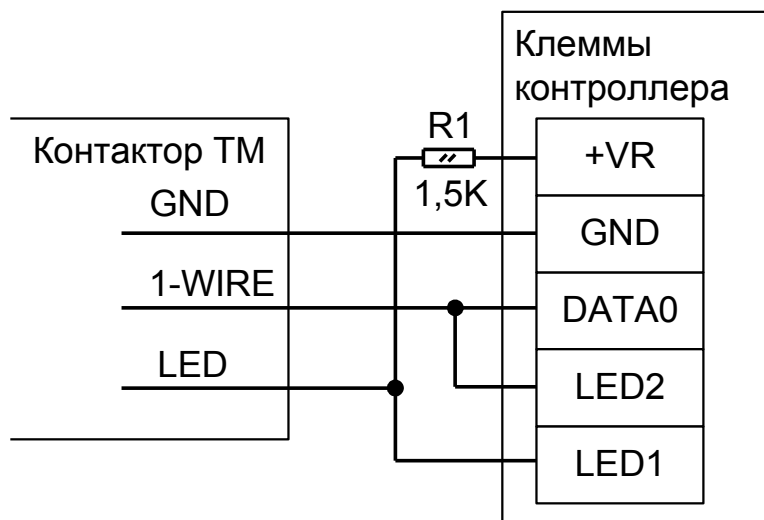 Клеммы
контроллера
R1
Контактор ТМ
+VR
1,5K
GND
GND
1-WIRE
DATA0
LED
LED2
LED1